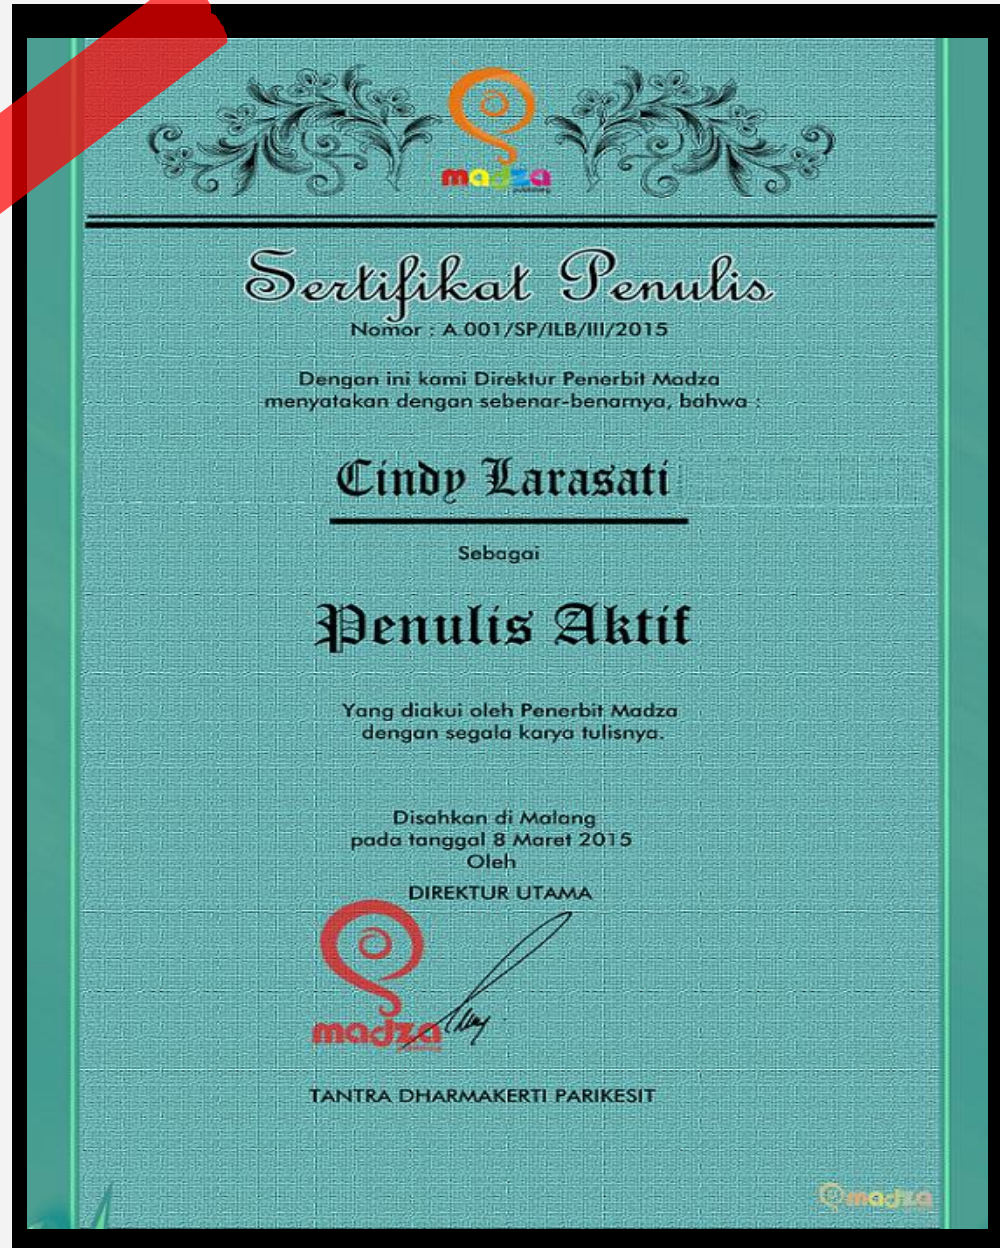 madza
Sertifikat Penulis
Nomor : A.001/SP/ILB/III/2015
Dengan ini kami Direktur Penerbit Madza
menyatakan dengan sebenar-benarnya, bahwa :
Cindy Larasati
Sebagai
Penulis Aktif
Yang diakui oleh Penerbit Madza
dengan segala karya tulisnya.
Disahkan di Malang
pada tanggal 8 Maret 2015
Oleh
DIREKTUR UTAMA
madza
TANTRA DHARMAKERTI PARIKESIT
madza